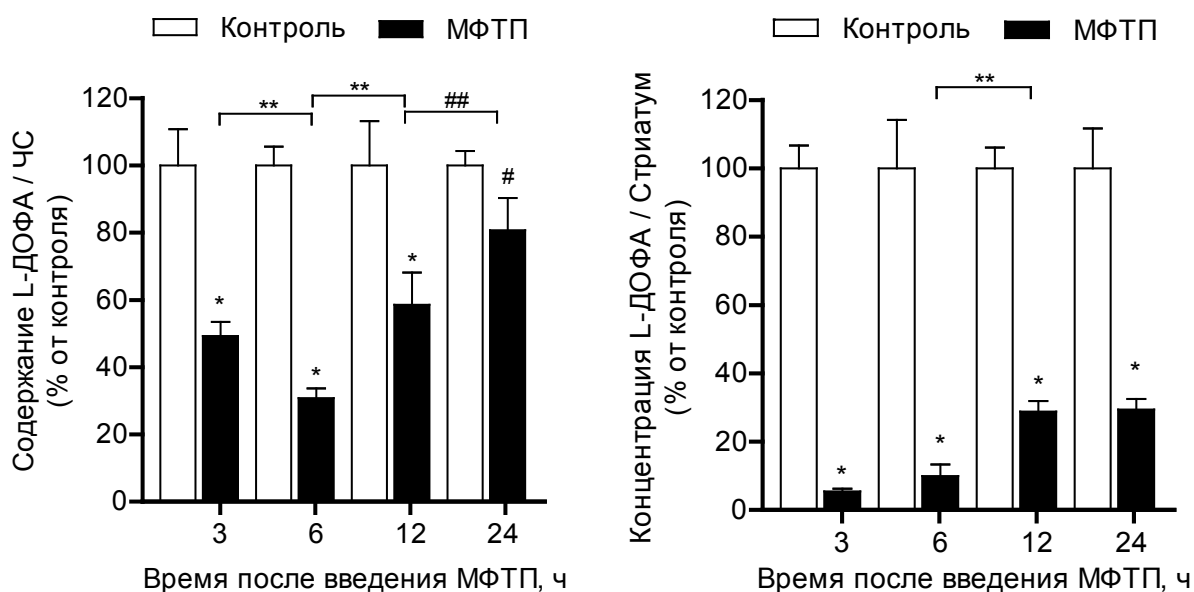 Контроль МФТП
Содержание L-ДОФА / ЧС
(% от контроля)
120
100
80
60
40
20
0
** ** ##
* * * #
3 6 12 24
Время после введения МФТП, ч
Контроль МФТП
Концентрация L-ДОФА / Стриатум
(% от контроля)
120
100
80
60
40
20
0
**
* * * *
3 6 12 24
Время после введения МФТП, ч